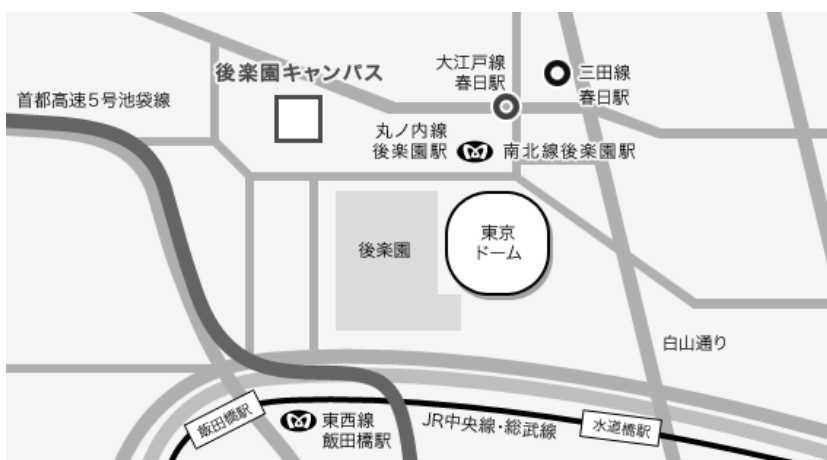 大江戸線
春日駅
三田線
春日駅
後楽園キャンパス
首都高速5号池袋線
丸ノ内線
後楽園駅
南北線後楽園駅
東京
ドーム
後楽園
白山通り
飯田橋駅
東西線
飯田橋駅
JR中央線・総武線
水道橋駅